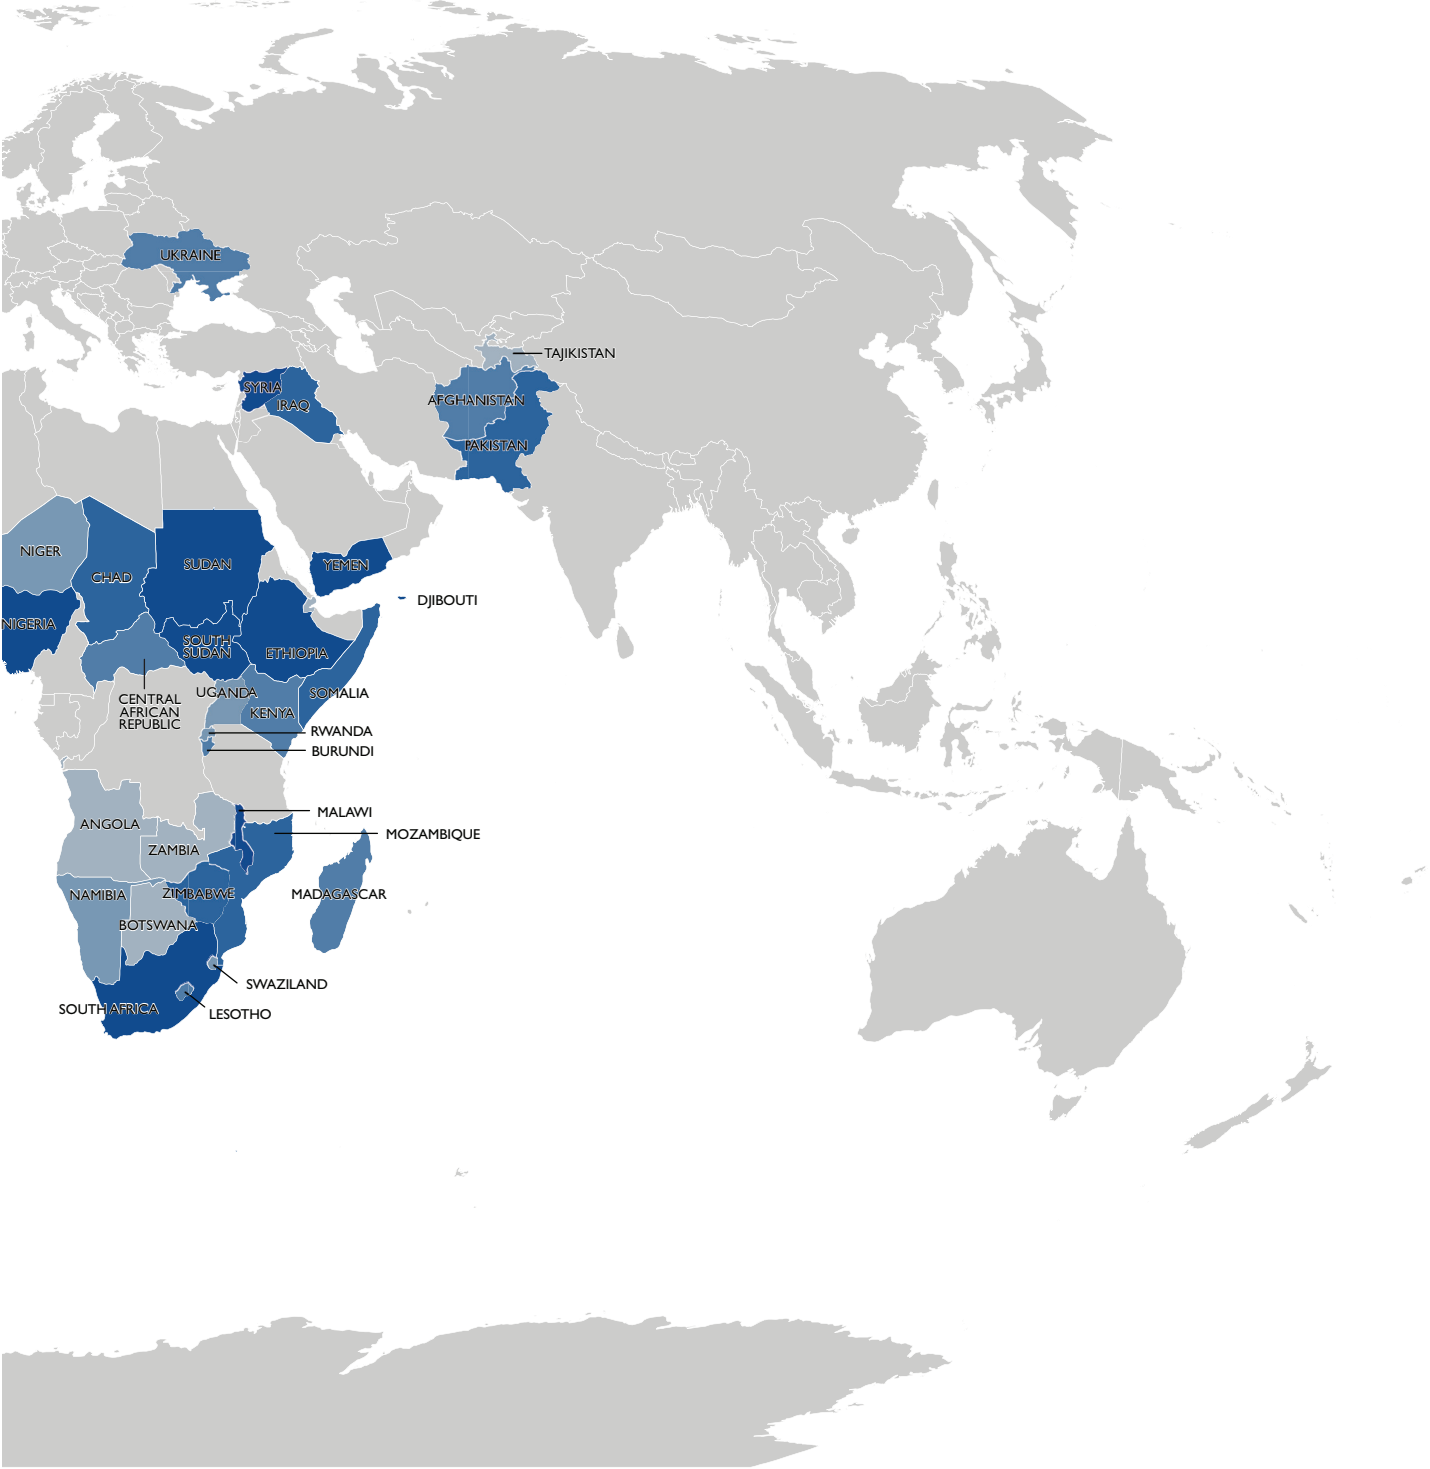 UKRAINE
TAJIKISTAN
SYRIA
IRAQ
AFGHANISTAN
PAKISTAN
NIGER
CHAD
SUDAN
YEMEN
DJIBOUTI
NIGERIA
SOUTH
SUDAN
ETHIOPIA
CENTRAL
AFRICAN
REPUBLIC
UGANDA
SOMALIA
KENYA
RWANDA
BURUNDI
MALAWI
ANGOLA
MOZAMBIQUE
ZAMBIA
NAMIBIA
ZIMBABWE
MADAGASCAR
BOTSWANA
SWAZILAND
SOUTH AFRICA
LESOTHO